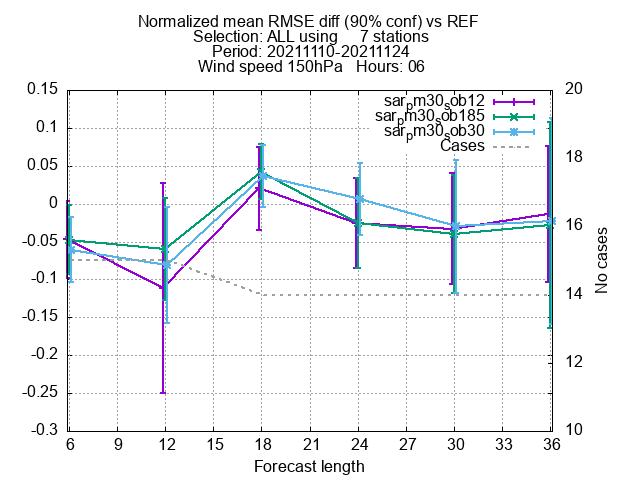 Normalized mean RMSE diff (90% conf) vs REF
Selection: ALL using 7 stations
Period: 20211110-20211124
Wind speed 150hPa Hours: 06
0.15 20
sar_pm30_sob12
0.1 sar_pm30_sob185
sar_pm30_sob30
Cases
0.05 18
0
-0.05 16
No cases
-0.1
-0.15 14
-0.2 12
-0.25
-0.3 10
6 9 12 15 18 21 24 27 30 33 36
Forecast length